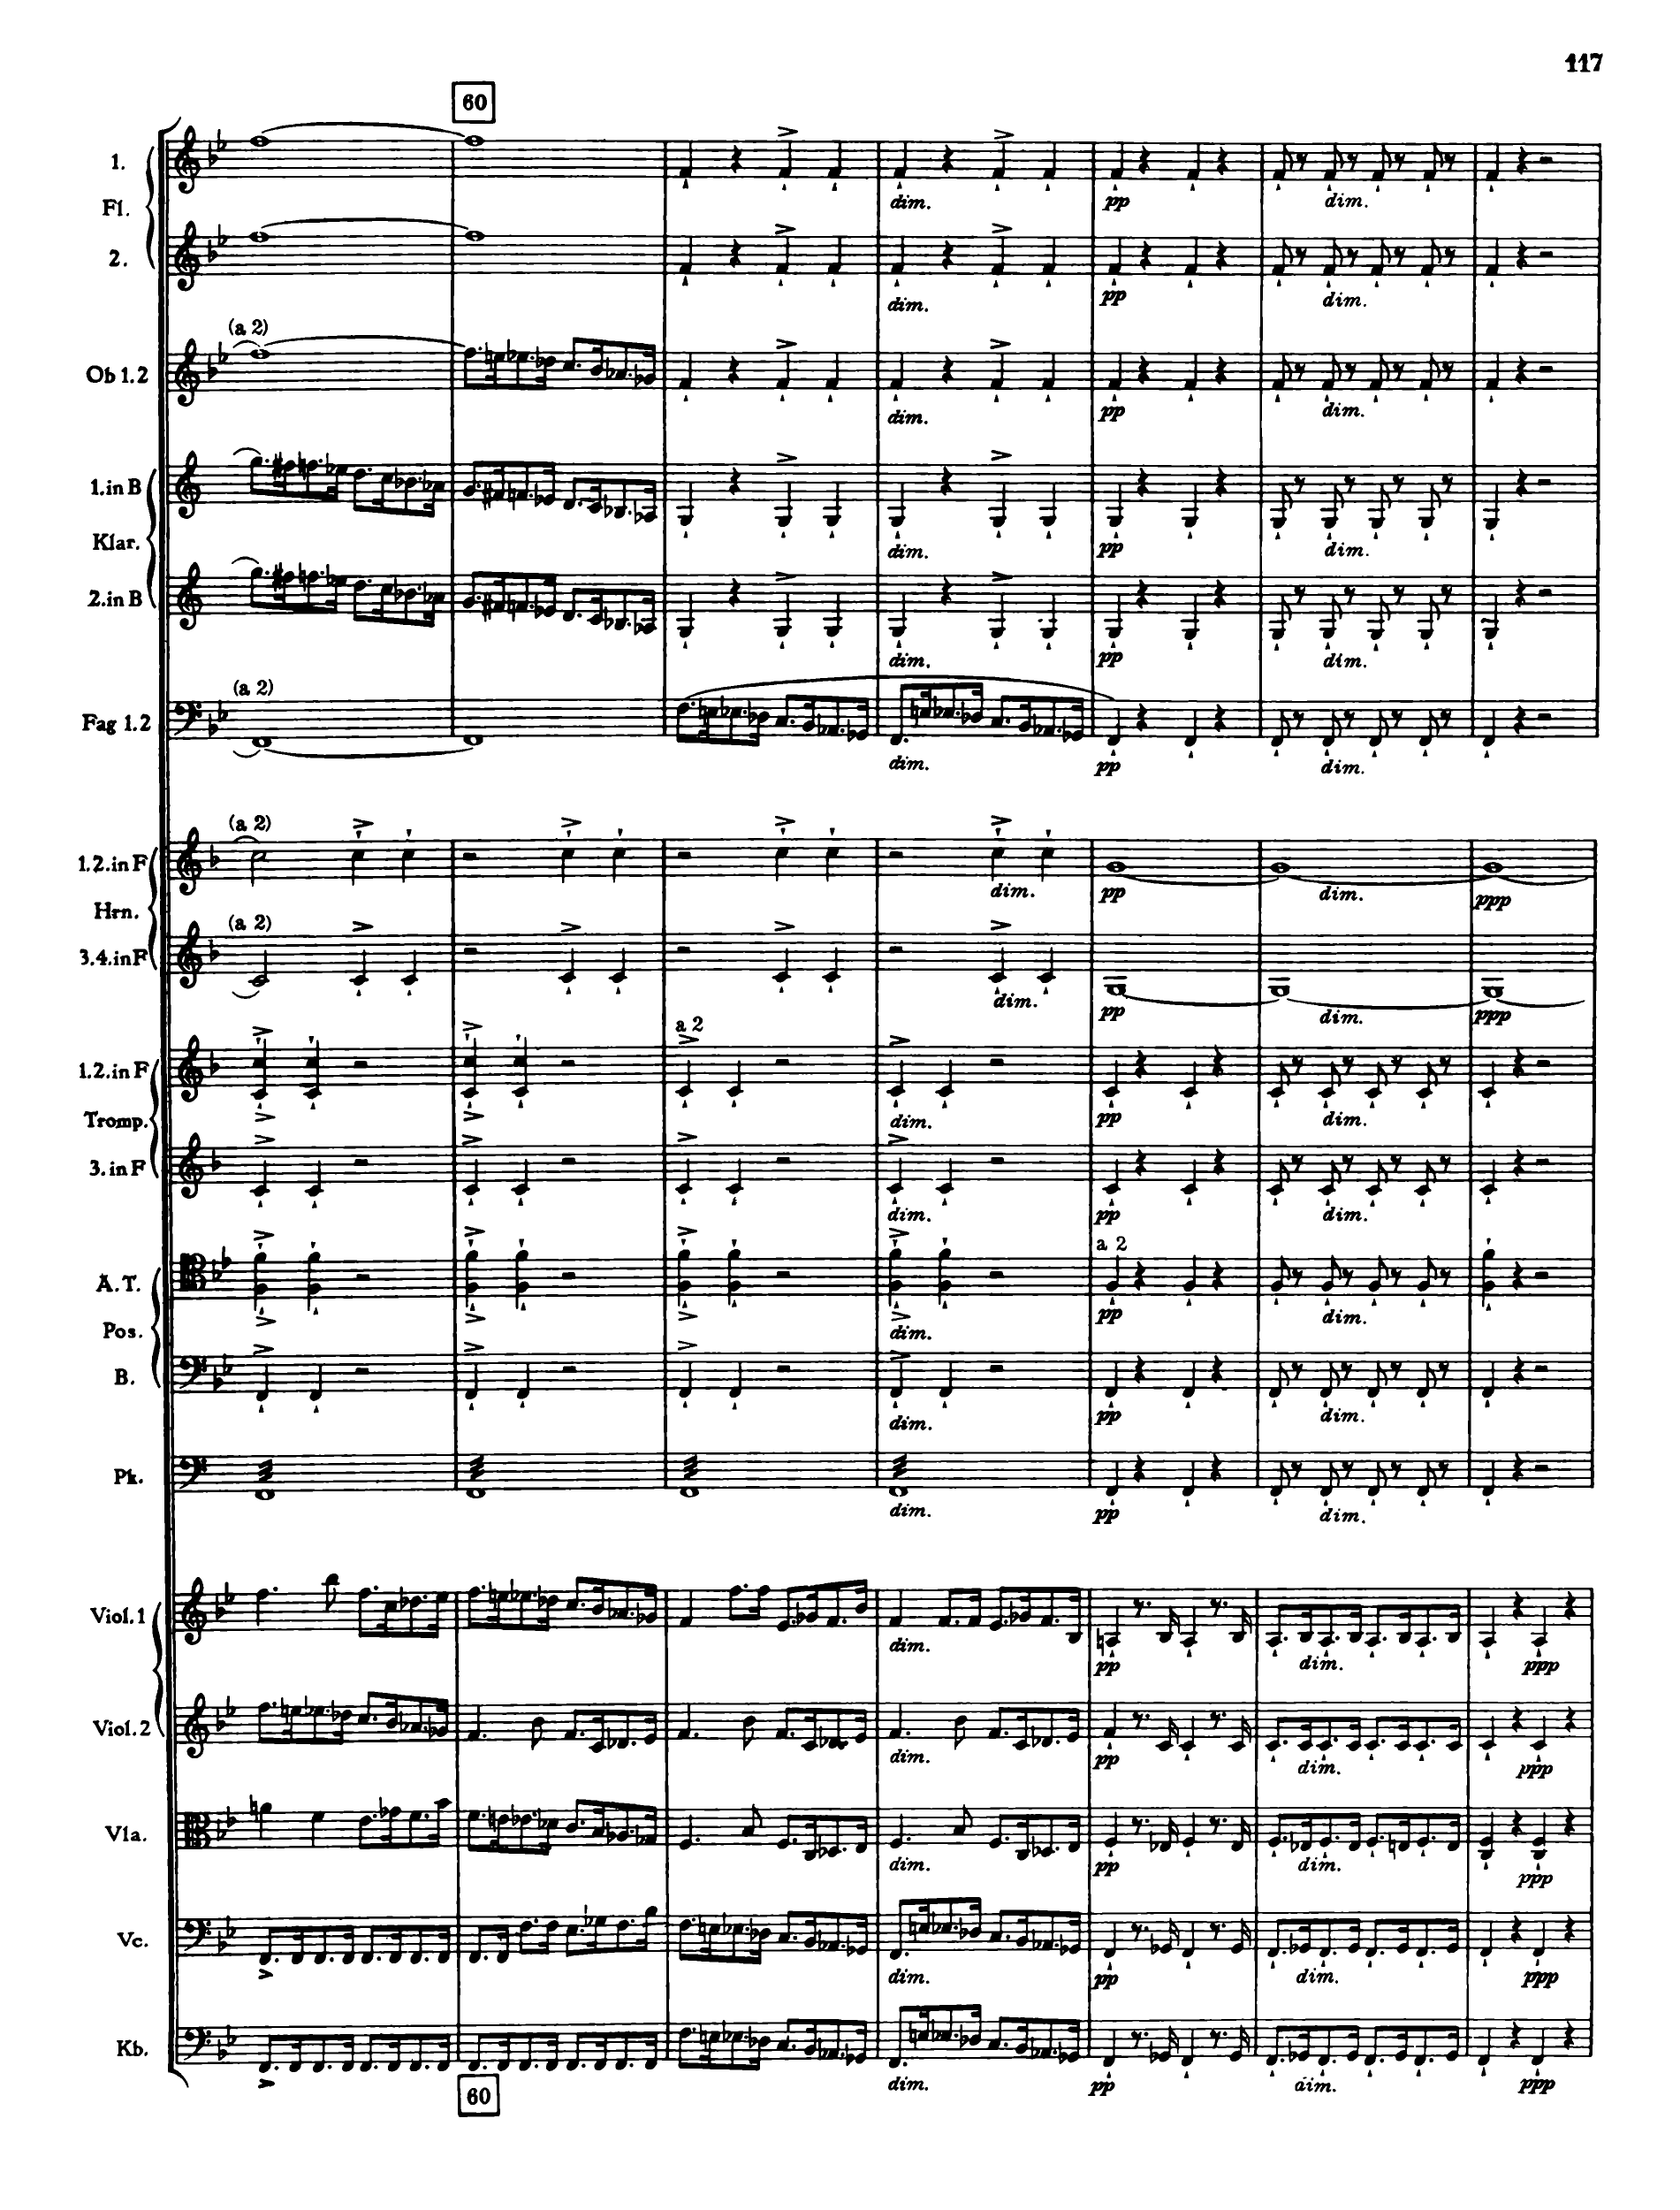 117
60
1.
Fl.
dim. pp dim.
2.
dim. pp dim.
(a 2)
Ob 1.2
dim. pp dim.
1.in B
dim. pp dim.
Klar.
2.in B
dim. pp dim.
(a 2)
Fag 1.2
dim. pp dim.
(a 2)
1.2.in F
dim. pp dim. ppp
Hrn.
(a 2)
3.4.in F
dim. pp dim. ppp
a 2
1.2.in F
dim. pp dim.
Tromp.
3. in F
dim. pp dim.
a 2
A.T.
dim. pp dim.
Pos.
B.
dim. pp dim.
Pk.
dim. pp dim.
Viol.1
dim. pp dim. ppp
Viol.2
dim. pp dim. ppp
Vla.
dim. pp dim. ppp
Vc.
dim. pp dim. ppp
Kb.
dim. pp dim. ppp
60